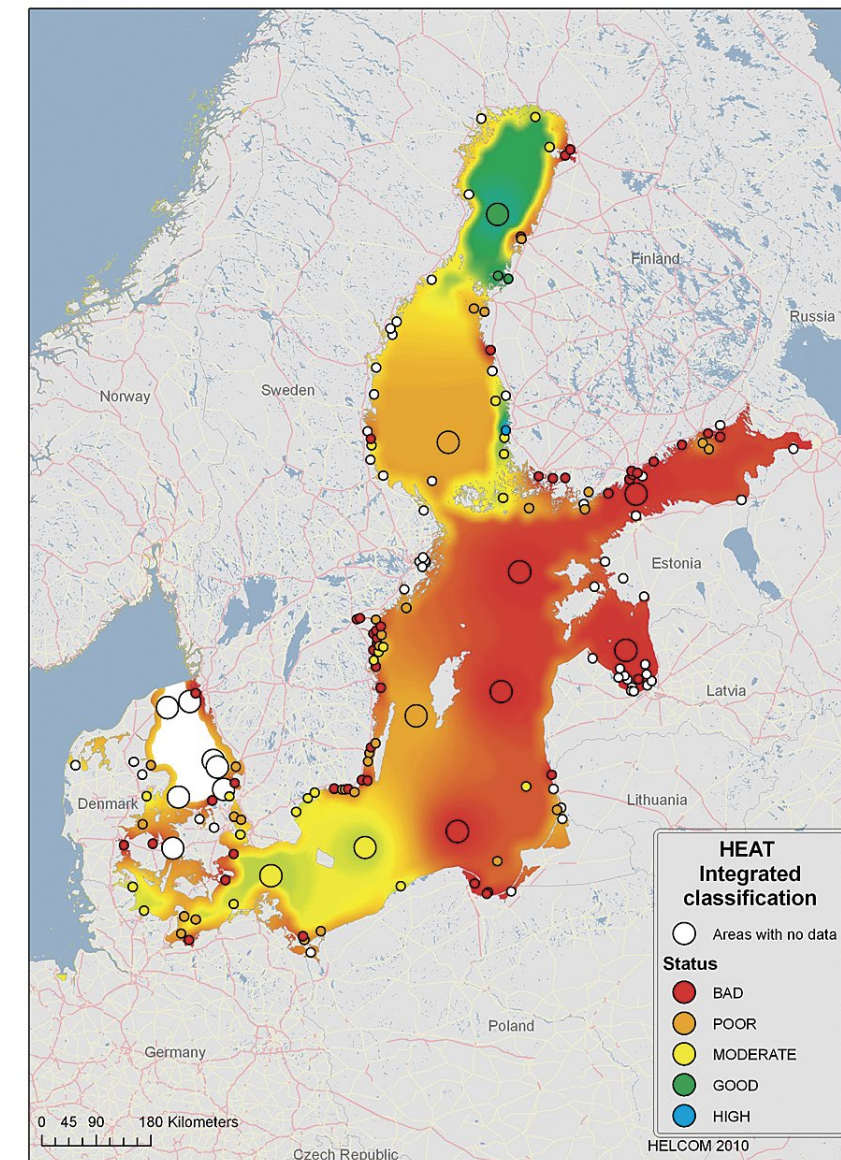 Finland
Russia
Norway
Sweden
Estonia
Latvia
Denmark
Lithuania
HEAT
Integrated
classification
Areas with no data
Status
BAD
POOR
MODERATE
GOOD
HIGH
Poland
Germany
0 45 90 180 Kilometers
HELCOM 2010
Czech Republic